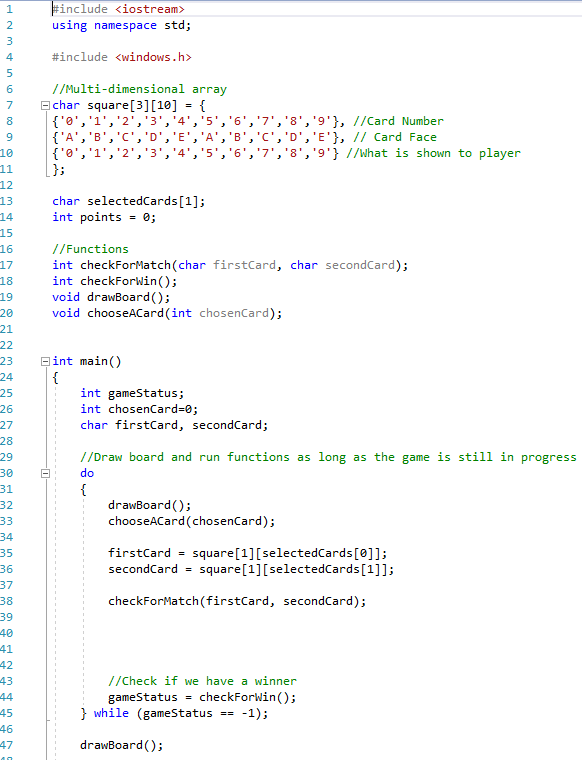 1 #include <iostream>
2 using namespace std;
3
4 #include <windows.h>
5
6 //Multi-dimensional array
7 char square[3][10] = {
8 {'0','1','2','3','4','5','6','7','8','9'}, //Card Number
9 {'A','B','C','D','E','A','B','C','D','E'}, // Card Face
10 {'0','1','2','3','4','5','6','7','8','9'} //What is shown to player
11 };
12
13 char selectedCards[1];
14 int points = 0;
15
16 //Functions
17 int checkForMatch(char firstCard, char secondCard);
18 int checkForWin();
19 void drawBoard();
20 void chooseACard(int chosenCard);
21
22
23 int main()
24 {
25 int gameStatus;
26 int chosenCard=0;
27 char firstCard, secondCard;
28
29 //Draw board and run functions as long as the game is still in progress
30 do
31 {
32 drawBoard();
33 chooseACard(chosenCard);
34
35 firstCard = square[1][selectedCards[0]];
36 secondCard = square[1][selectedCards[1]];
37
38 checkForMatch(firstCard, secondCard);
39
40
41
42
43 //Check if we have a winner
44 gameStatus = checkForWin();
45 } while (gameStatus == -1);
46
47 drawBoard();